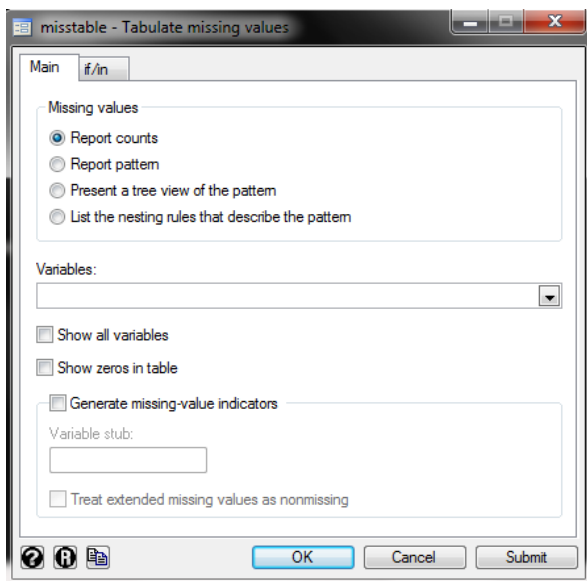 misstable - Tabulate missing values
Main if/in
Missing values
Report counts
Report pattern
Present a tree view of the pattern
List the nesting rules that describe the pattern
Variables:
Show all variables
Show zeros in table
Generate missing-value indicators
Variable stub:
Treat extended missing values as nonmissing
? R OK Cancel Submit